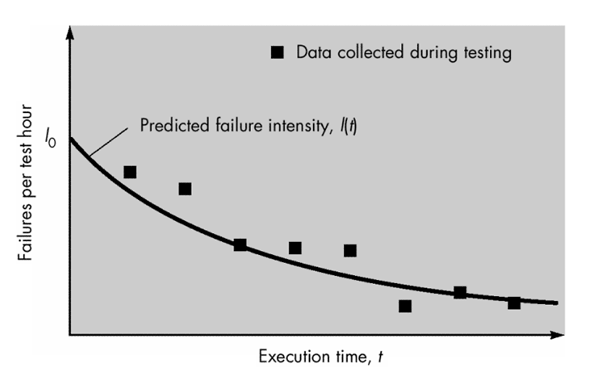 Data collected during testing
Predicted failure intensity, l(t)
l0
Failures per test hour
Execution time, t